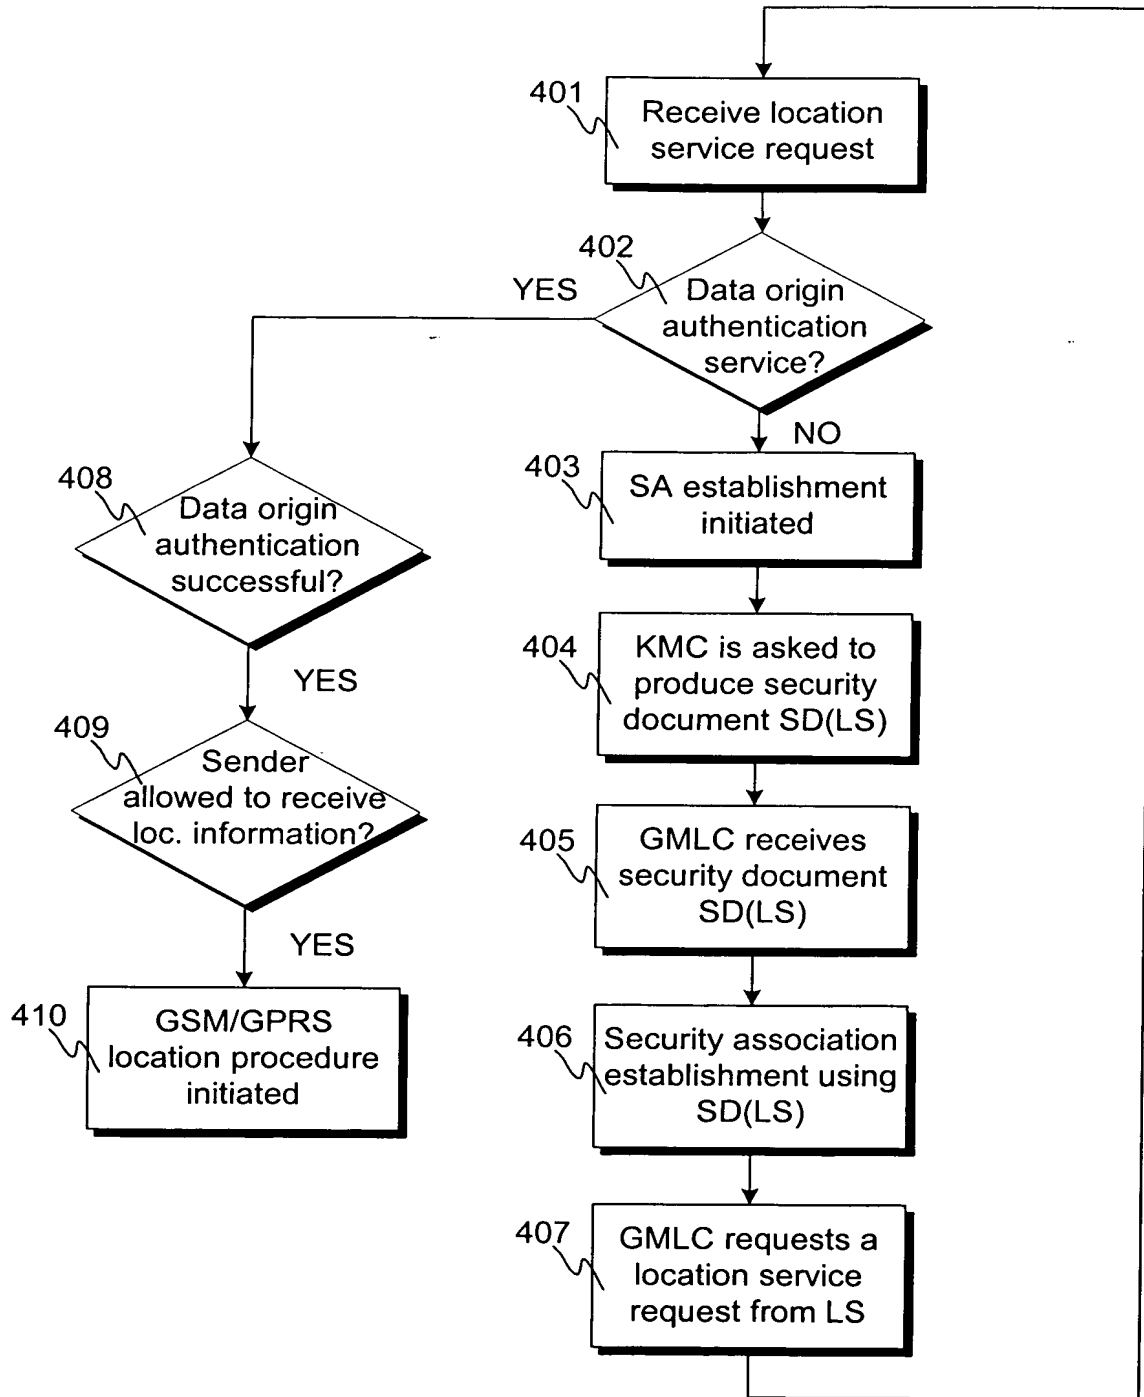 401
Receive location
service request
402
YES
Data origin
authentication
service?
NO
408
Data origin
authentication
successful?
YES
403
SA establishment
initiated
404
KMC is asked to
produce security
document SD(LS)
409
Sender
allowed to receive
loc. information?
YES
405
GMLC receives
security document
SD(LS)
410
GSM/GPRS
location procedure
initiated
406
Security association
establishment using
SD(LS)
407
GMLC requests a
location service
request from LS